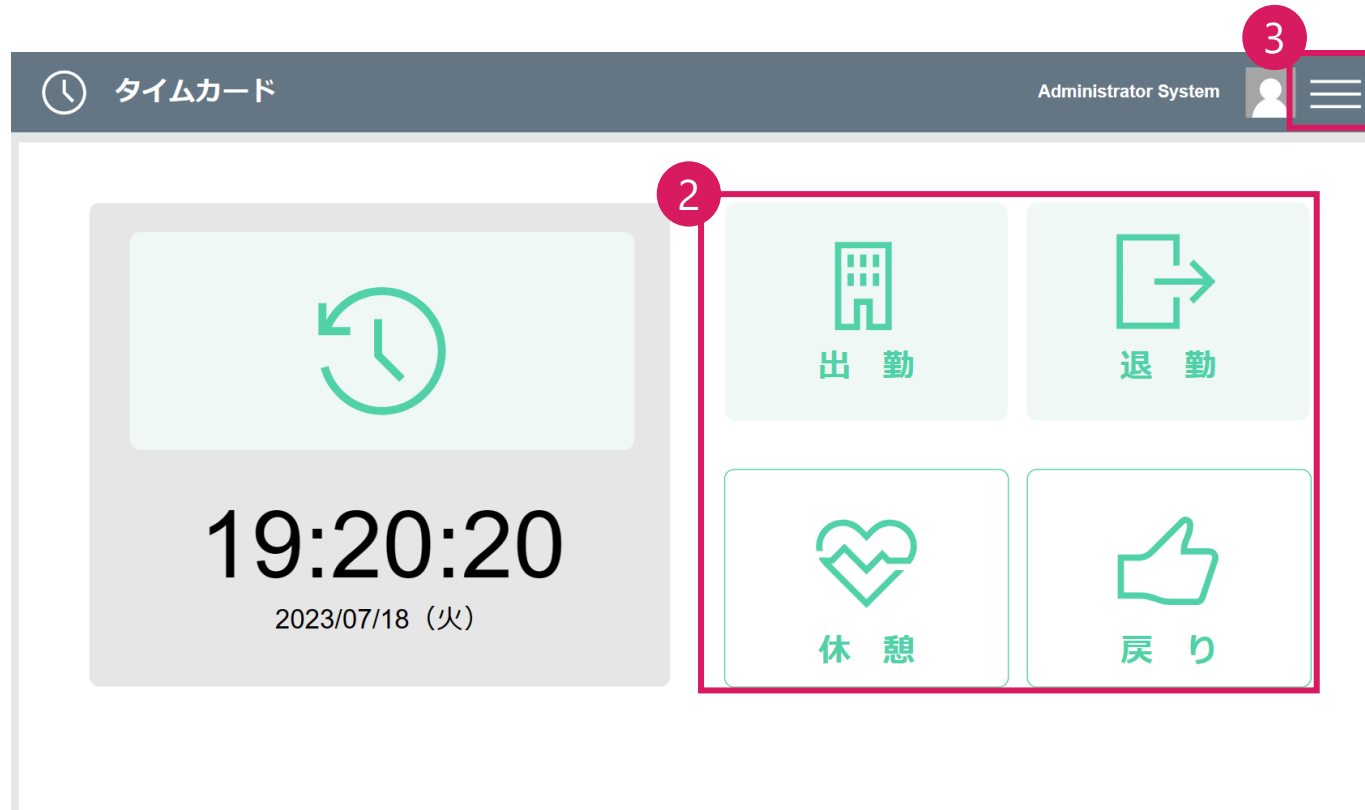 3
タイムカード
Administrator System
2
出 勤
退 勤
19:20:20
2023/07/18（火）
休 憩
戻 り